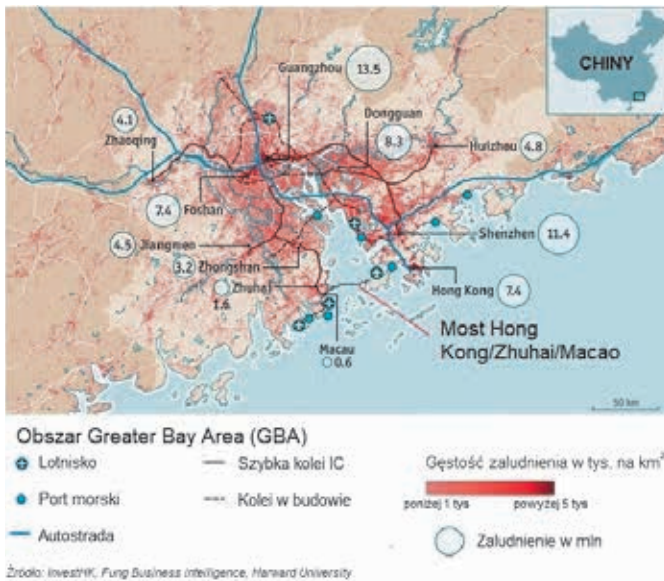 CHINY
Guangzhou 13.5
Dongguan
8.3
4.1
Zhaoqing
Huizhou 4.8
7.4
Foshan
4.5 Jiangmen
3.2 Zhongshan
Shenzhen 11.4
Zhuhai
1.6
Hong Kong 7.4
Macau
0.6
Most Hong
Kong/Zhuhai/Macao
50 km
Obszar Greater Bay Area (GBA)
Lotnisko
Port morski
Autostrada
Szybka kolei IC
Kolei w budowie
Gęstość zaludnienia w tys. na km²
poniżej 1 tys
powyżej 5 tys
Zaludnienie w mln
Źródło: InvestHK, Fung Business Intelligence, Harward University